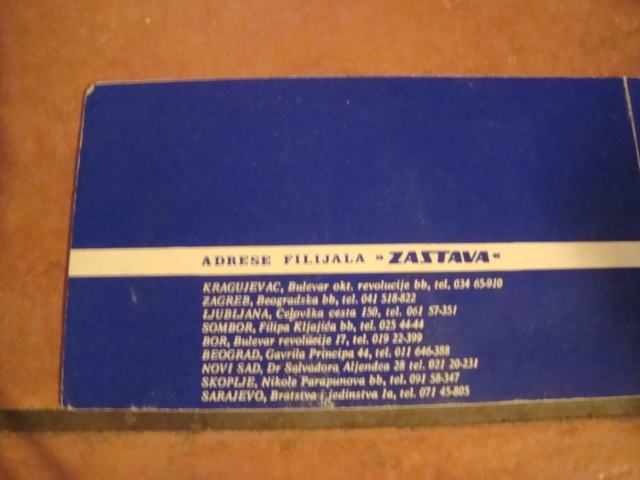 ADRESE FILIJALA »ZASTAVA«
KRAGUJEVAC, Bulevar okt. revolucije bb, tel. 034 65-910
ZAGREB, Beogradska bb, tel. 041 518-822
LJUBLJANA, Celovška cesta 150, tel. 061 57-351
SOMBOR, Filipa Kljajića bb, tel. 025 44-44
BOR, Bulevar revolucije 17, tel. 019 22-399
BEOGRAD, Gavrila Principa 44, tel. 011 646-388
NOVI SAD, Dr Salvadora Aljendea 28 tel. 021 20-231
SKOPLJE, Nikole Parapunova bb, tel. 091 58-347
SARAJEVO, Bratstva i jedinstva 1a, tel. 071 45-805